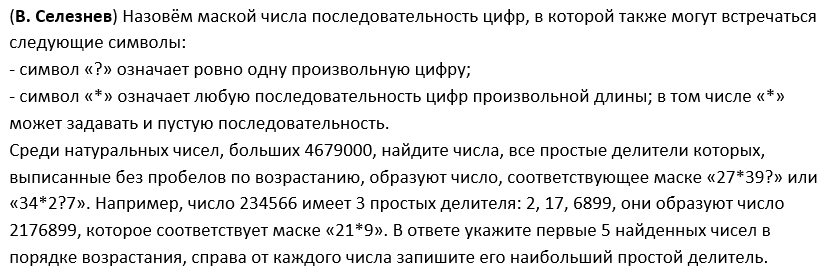 (В. Селезнев) Назовём маской числа последовательность цифр, в которой также могут встречаться
следующие символы:
- символ «?» означает ровно одну произвольную цифру;
- символ «*» означает любую последовательность цифр произвольной длины; в том числе «*»
может задавать и пустую последовательность.
Среди натуральных чисел, больших 4679000, найдите числа, все простые делители которых,
выписанные без пробелов по возрастанию, образуют число, соответствующее маске «27*39?» или
«34*2?7». Например, число 234566 имеет 3 простых делителя: 2, 17, 6899, они образуют число
2176899, которое соответствует маске «21*9». В ответе укажите первые 5 найденных чисел в
порядке возрастания, справа от каждого числа запишите его наибольший простой делитель.